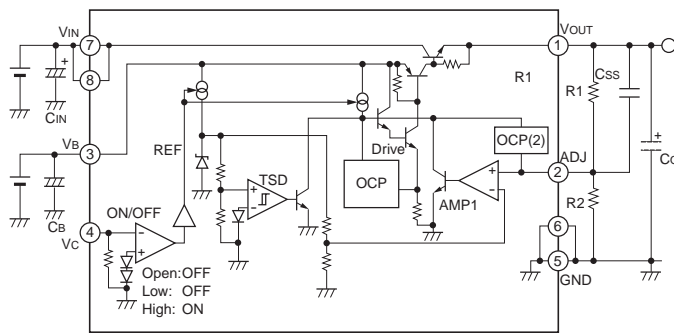 VIN
7
8
CIN
VB
3
CB
4
VC
REF
ON/OFF
−
+
Open:OFF
Low: OFF
High: ON
TSD
+
−
OCP
Drive
AMP1
+
−
OCP(2)
R1
VOUT
1
CSS
R1
ADJ
2
R2
6
5
GND
+
+